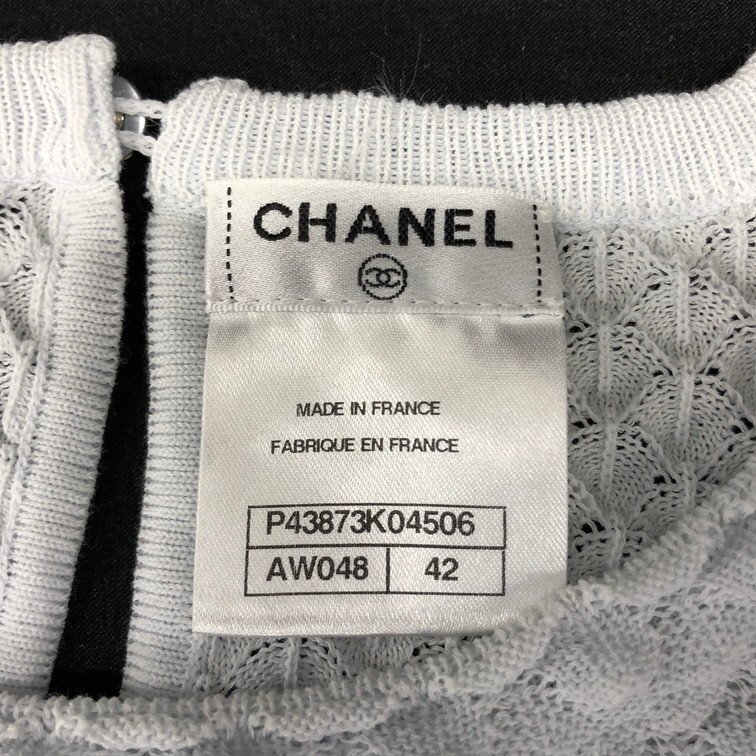 CHANEL
MADE IN FRANCE
FABRIQUE EN FRANCE
P43873K04506
AW048 42